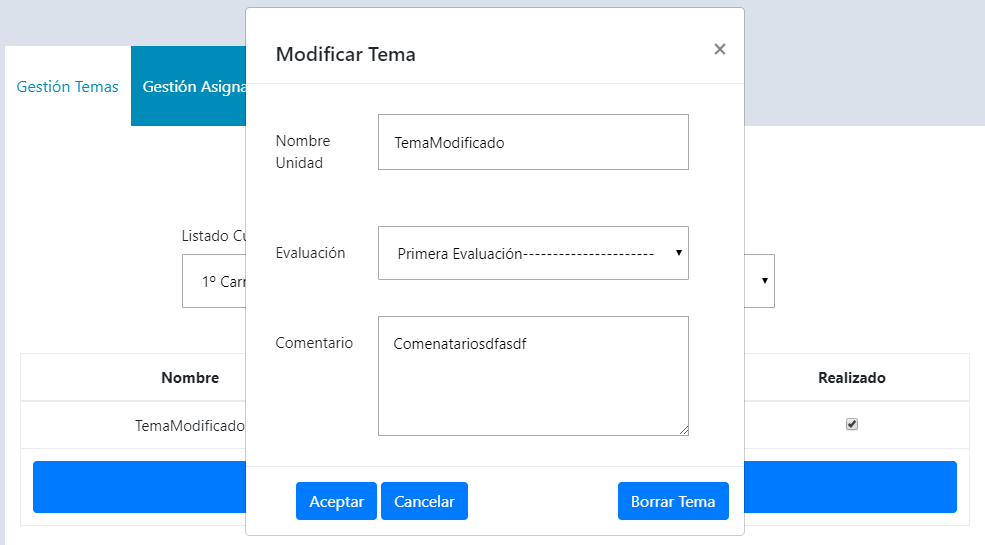 Modificar Tema
×
Gestión Temas
Gestión Asigna
Nombre
Unidad
TemaModificado
Listado Cu
Evaluación
Primera Evaluación----------------------
1º Carr
Comentario
Comenatariosdfasdf
Nombre
Realizado
TemaModificado
Aceptar
Cancelar
Borrar Tema